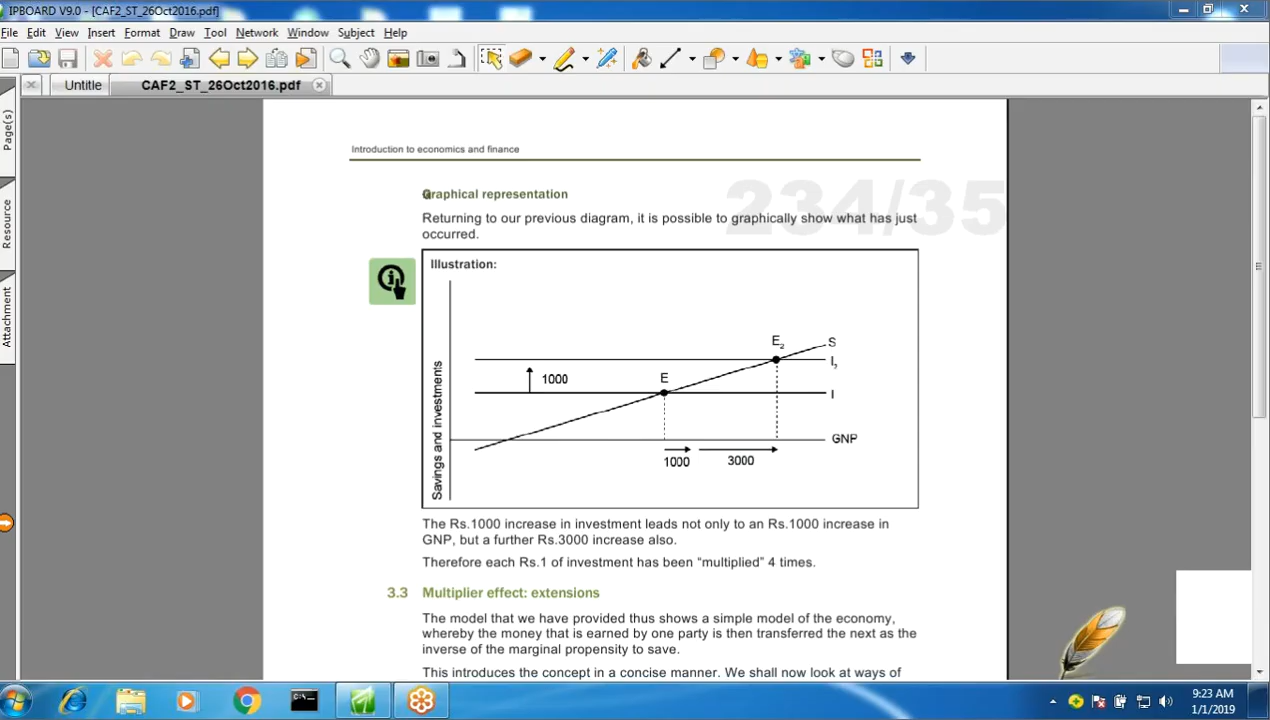 IPBOARD V9.0 - [CAF2_ST_26Oct2016.pdf]
File Edit View Insert Format Draw Tool Network Window Subject Help
Untitle CAF2_ST_26Oct2016.pdf
Page(s)
Resource
Attachment
Introduction to economics and finance
234/35
Graphical representation
Returning to our previous diagram, it is possible to graphically show what has just
occurred.
Illustration:
Savings and investments
E2
S
I,
1000
E
I
GNP
1000
3000
The Rs.1000 increase in investment leads not only to an Rs.1000 increase in
GNP, but a further Rs.3000 increase also.
Therefore each Rs.1 of investment has been “multiplied” 4 times.
3.3 Multiplier effect: extensions
The model that we have provided thus shows a simple model of the economy,
whereby the money that is earned by one party is then transferred the next as the
inverse of the marginal propensity to save.
This introduces the concept in a concise manner. We shall now look at ways of
9:23 AM
1/1/2019